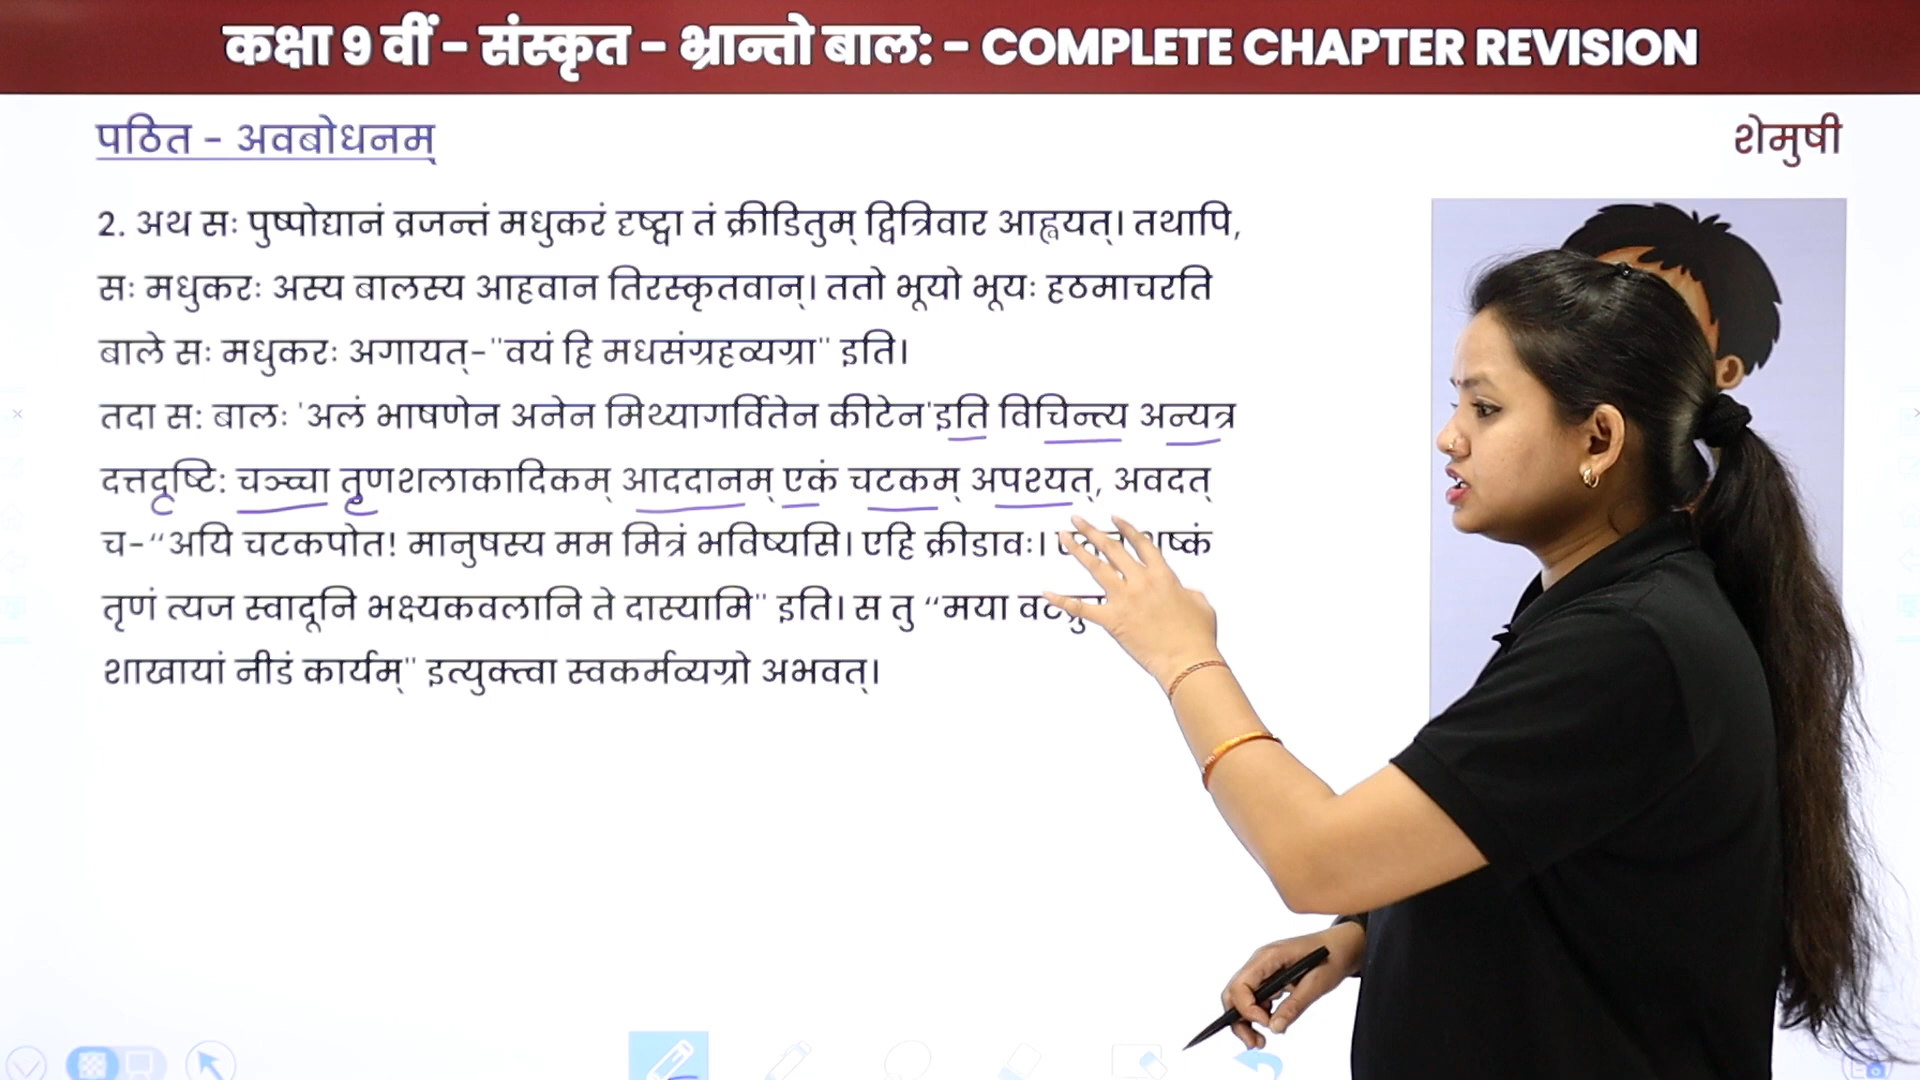 कक्षा 9 वीं - संस्कृत - भ्रान्तो बाल: - COMPLETE CHAPTER REVISION
पठित - अवबोधनम्
शेमुषी
2. अथ सः पुष्पोद्यानं व्रजन्तं मधुकरं दृष्ट्वा तं क्रीडितुम् द्वित्रिवार आह्वयत्। तथापि,
सः मधुकरः अस्य बालस्य आहवान तिरस्कृतवान्। ततो भूयो भूयः हठमाचरति
बाले सः मधुकरः अगायत्-"वयं हि मधसंग्रहव्यग्रा" इति।
तदा स: बालः 'अलं भाषणेन अनेन मिथ्यागर्वितेन कीटेन'इति विचिन्त्य अन्यत्र
दत्तदृष्टि: चञ्च्चा तृणशलाकादिकम् आददानम् एकं चटकम् अपश्यत्, अवदत्
च-“अयि चटकपोत! मानुषस्य मम मित्रं भविष्यसि। एहि क्रीडावः।
तृणं त्यज स्वादूनि भक्ष्यकवलानि ते दास्यामि" इति। स तु “मया
शाखायां नीडं कार्यम्" इत्युक्त्वा स्वकर्मव्यग्रो अभवत्।